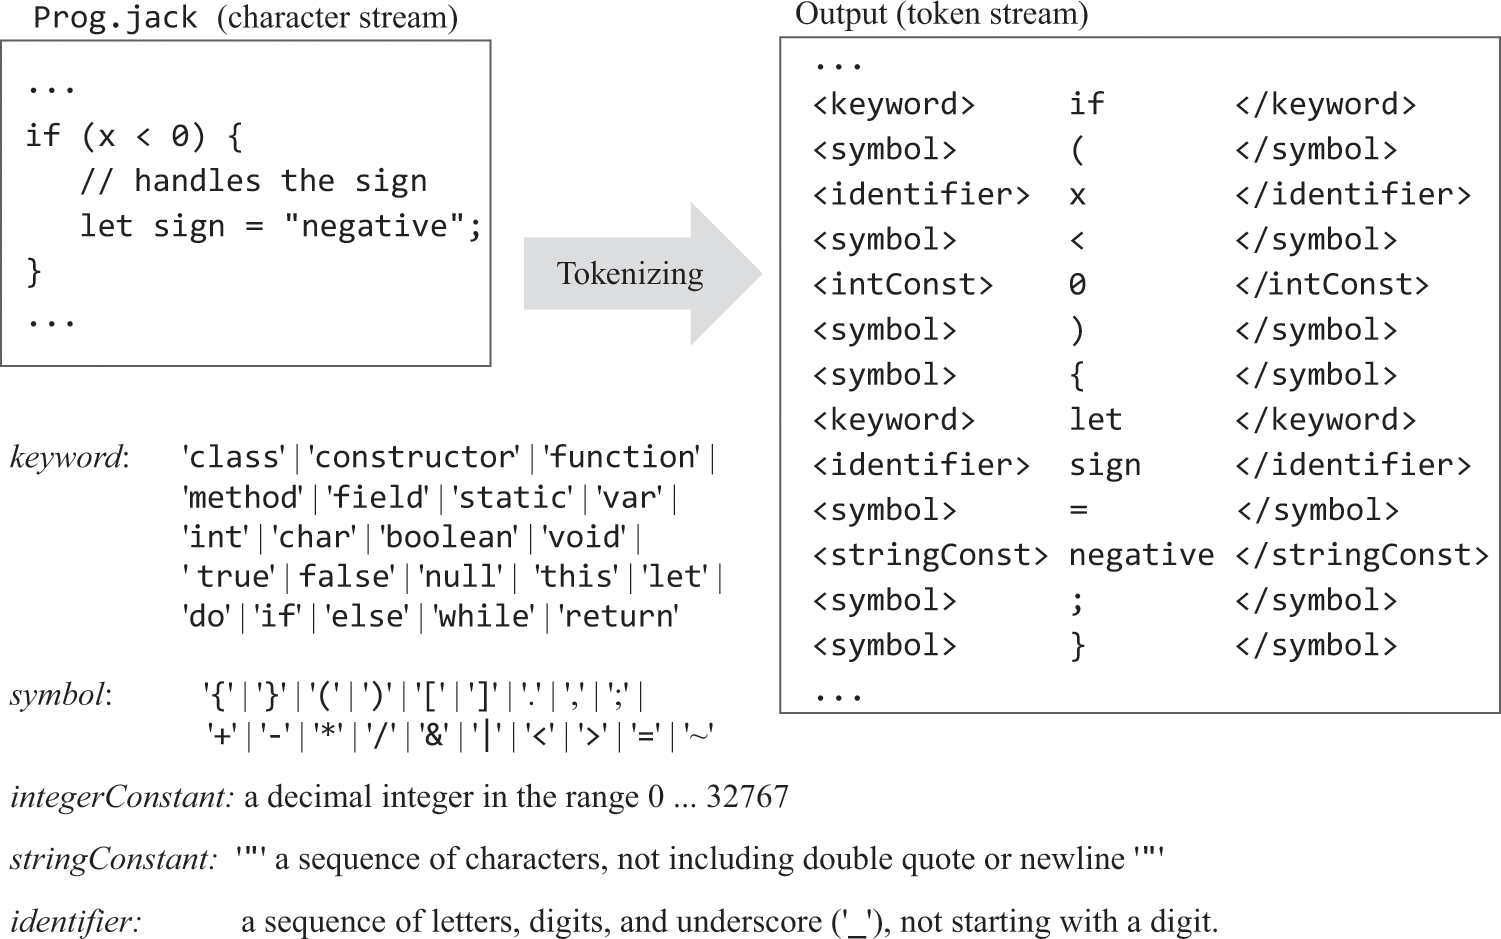 Prog.jack (character stream)
...
if (x < 0) {
// handles the sign
let sign = "negative";
}
...
Tokenizing
Output (token stream)
...
<keyword> if </keyword>
<symbol> ( </symbol>
<identifier> x </identifier>
<symbol> < </symbol>
<intConst> 0 </intConst>
<symbol> ) </symbol>
<symbol> { </symbol>
<keyword> let </keyword>
<identifier> sign </identifier>
<symbol> = </symbol>
<stringConst> negative </stringConst>
<symbol> ; </symbol>
<symbol> } </symbol>
...
keyword: 'class' | 'constructor' | 'function' |
'method' | 'field' | 'static' | 'var' |
'int' | 'char' | 'boolean' | 'void' |
'true' | false' | 'null' | 'this' | 'let' |
'do' | 'if' | 'else' | 'while' | 'return'
symbol: '{' | '}' | '(' | ')' | '[' | ']' | '.' | ',' | ';' |
'+' | '-' | '*' | '/' | '&' | '|' | '<' | '>' | '=' | '~'
integerConstant: a decimal integer in the range 0 ... 32767
stringConstant: '"' a sequence of characters, not including double quote or newline '"'
identifier: a sequence of letters, digits, and underscore ('_'), not starting with a digit.